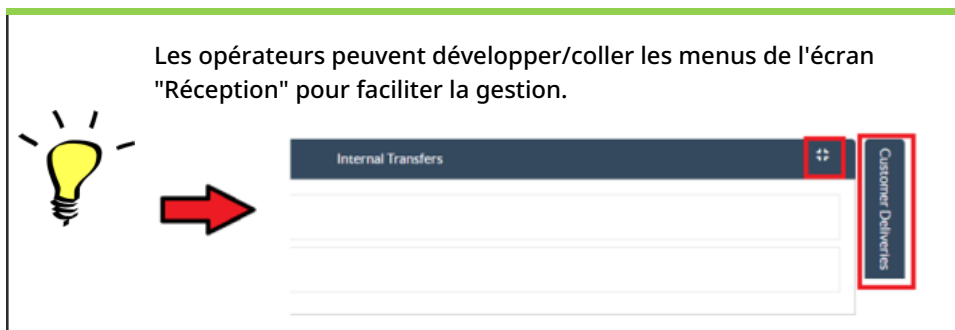 Les opérateurs peuvent développer/coller les menus de l'écran
"Réception" pour faciliter la gestion.
Internal Transfers
Customer Deliveries